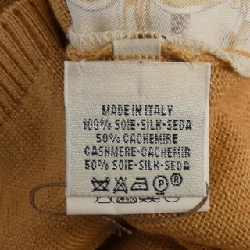 MADE IN ITALY
100% SOIE-SILK-SEDA
50% CACHEMIRE
CASHMERE-CACHEMIR
50% SOIE-SILK-SEDA
P